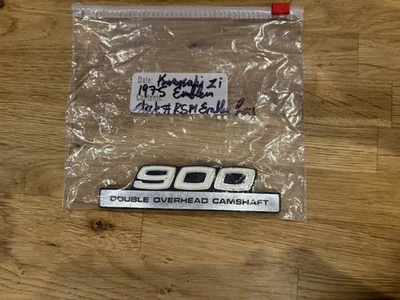 Date: Kawasaki Z1
1975 Emblem
900
DOUBLE OVERHEAD CAMSHAFT